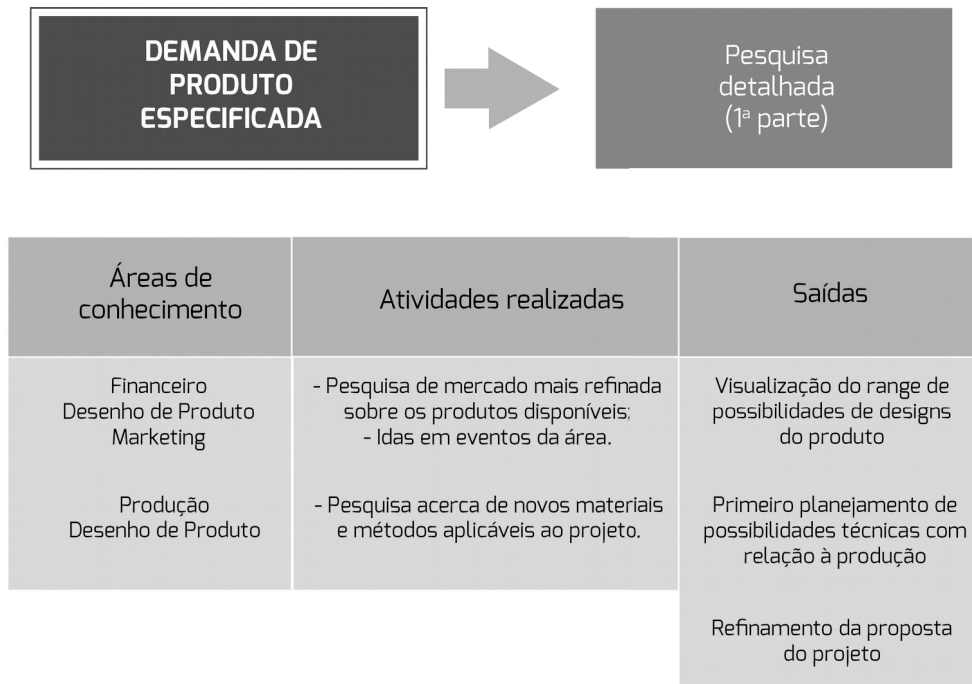 DEMANDA DE
PRODUTO
ESPECIFICADA
Pesquisa
detalhada
(1ª parte)
Áreas de
conhecimento
Atividades realizadas
Saídas
Financeiro
Desenho de Produto
Marketing
- Pesquisa de mercado mais refinada
sobre os produtos disponíveis;
- Idas em eventos da área.
Visualização do range de
possibilidades de designs
do produto
Produção
Desenho de Produto
- Pesquisa acerca de novos materiais
e métodos aplicáveis ao projeto.
Primeiro planejamento de
possibilidades técnicas com
relação à produção
Refinamento da proposta
do projeto